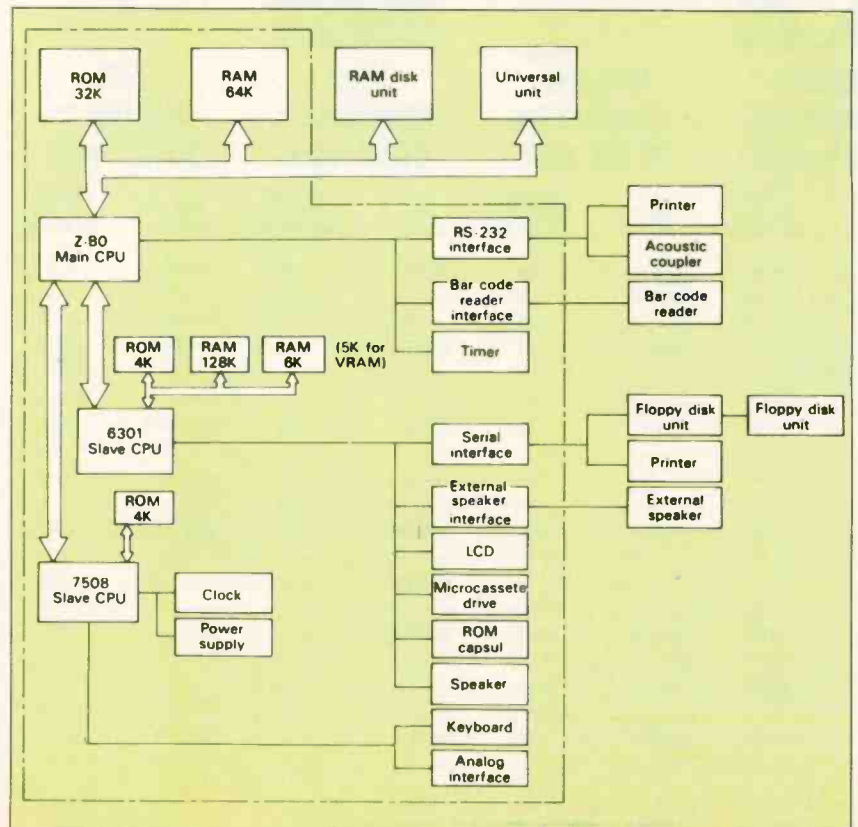 ROM
32K
RAM
64K
RAM disk
unit
Universal
unit
Z-80
Main CPU
RS-232
interface
Printer
Acoustic
coupler
Bar code
reader
interface
Bar code
reader
Timer
ROM
4K
RAM
128K
RAM
6K
(5K for
VRAM)
6301
Slave CPU
Serial
interface
Floppy disk
unit
Floppy disk
unit
Printer
External
speaker
interface
External
speaker
LCD
Microcassete
drive
ROM
capsul
Speaker
ROM
4K
7508
Slave CPU
Clock
Power
supply
Keyboard
Analog
interface